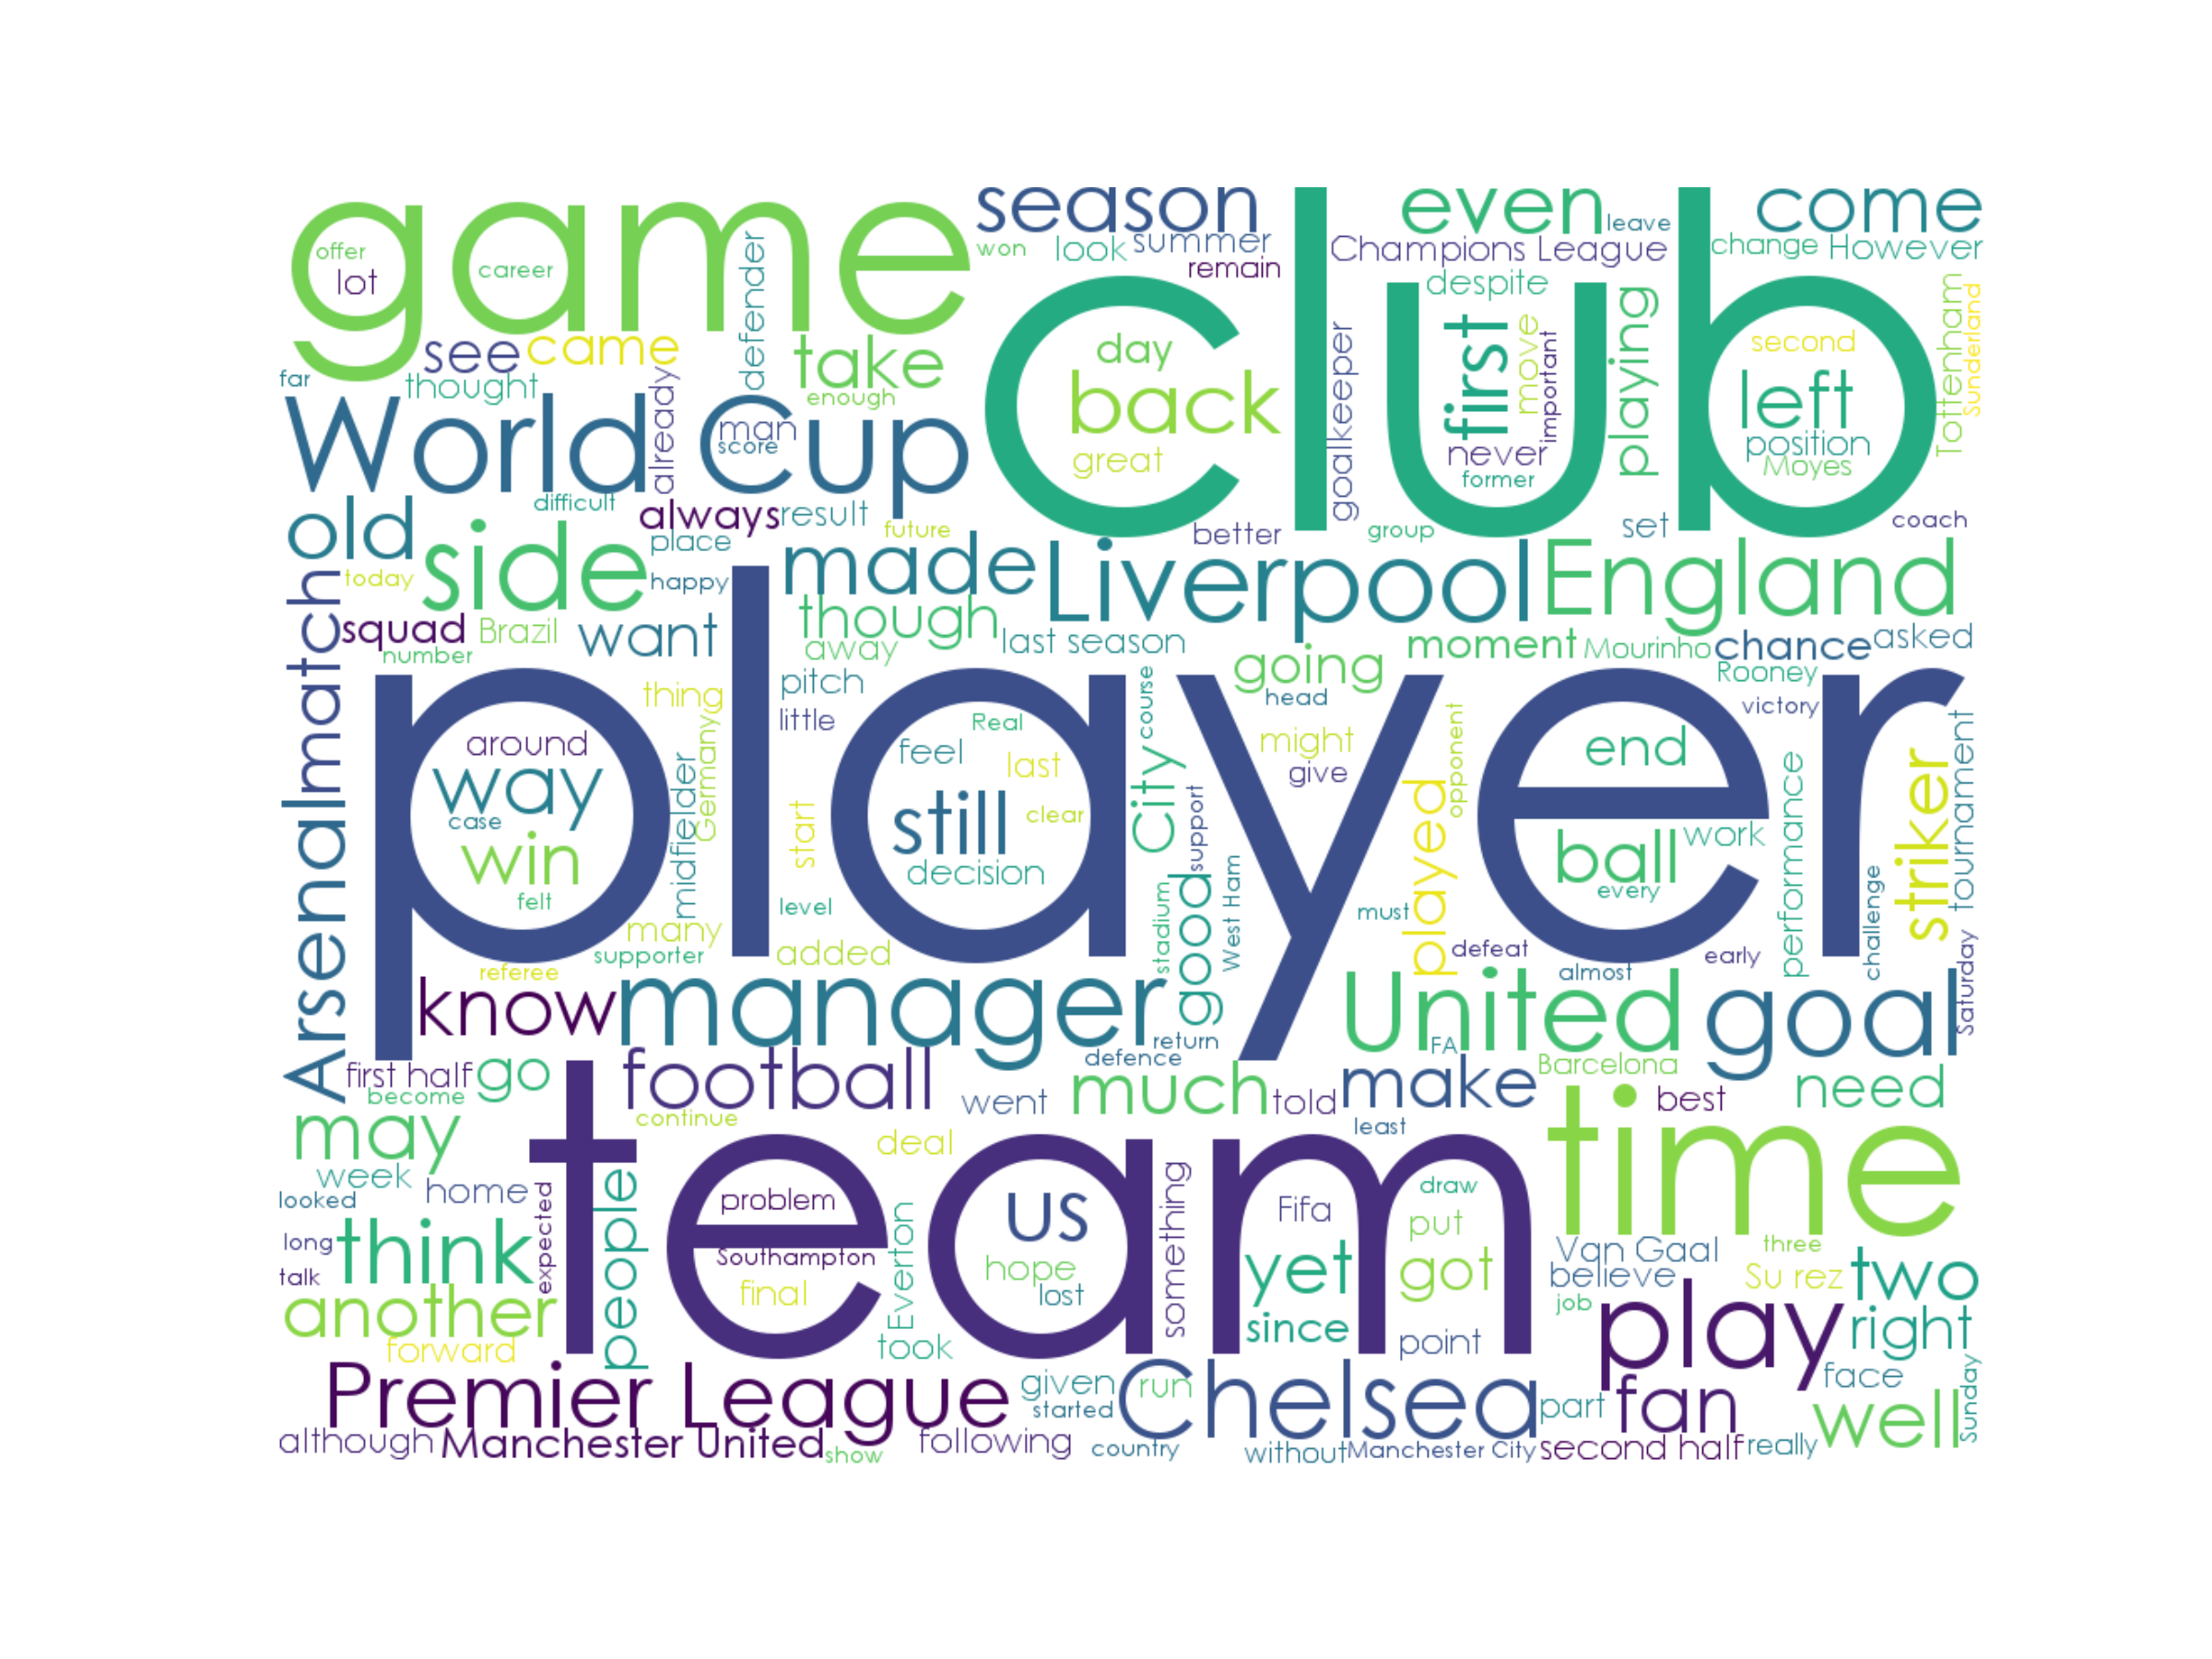 game
offer
lot
career
defender
season
won
look
summer
remain
club
even
leave
come
Champions League
change
However
despite
see
came
take
enough
far
thought
already
day
back
great
goalkeeper
first
move
important
playing
never
former
second
left
position
Moyes
Tottenham
Sunderland
World Cup
man
score
difficult
always
result
future
better
group
set
coach
old
side
place
happy
today
made
Liverpool
England
match
squad
Brazil
number
want
though
away
last season
moment
Mourinho
chance
asked
Rooney
going
head
victory
player
thing
pitch
little
Germany
midfielder
around
way
case
win
felt
Real
feel
last
still
clear
decision
start
level
course
City
support
might
give
opponent
played
end
ball
every
work
performance
striker
tournament
challenge
Arsenal
many
supporter
referee
added
stadium
good
West Ham
must
defeat
almost
early
Saturday
know
manager
return
defence
United
FA
goal
Barcelona
first half
become
go
football
continue
went
much
told
make
least
best
need
may
week
looked
home
team
deal
time
expected
people
problem
Southampton
final
Everton
us
hope
lost
something
Fifa
draw
put
yet
got
since
point
long
talk
think
another
forward
took
Van Gaal
believe
three
Su rez
job
two
play
right
face
Sunday
Premier League
given
run
started
Chelsea
part
fan
well
although
Manchester United
show
following
country
without
Manchester City
second half
really